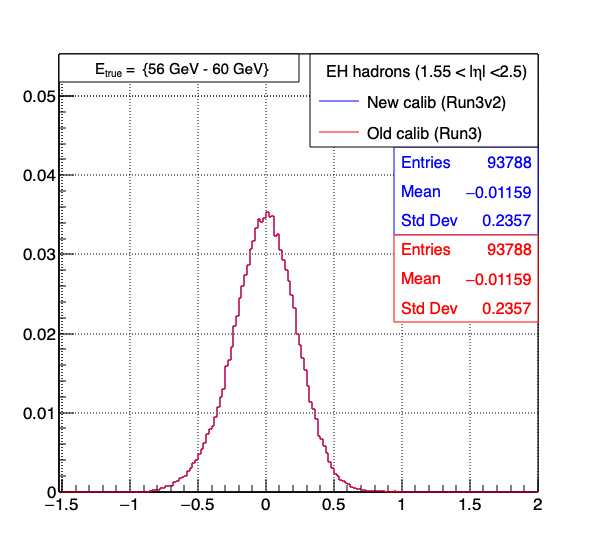 E_true = {56 GeV - 60 GeV}
EH hadrons (1.55 < |η| <2.5)
New calib (Run3v2)
Old calib (Run3)
Entries 93788
Mean −0.01159
Std Dev 0.2357
Entries 93788
Mean −0.01159
Std Dev 0.2357
0.05
0.04
0.03
0.02
0.01
0
−1.5 −1 −0.5 0 0.5 1 1.5 2